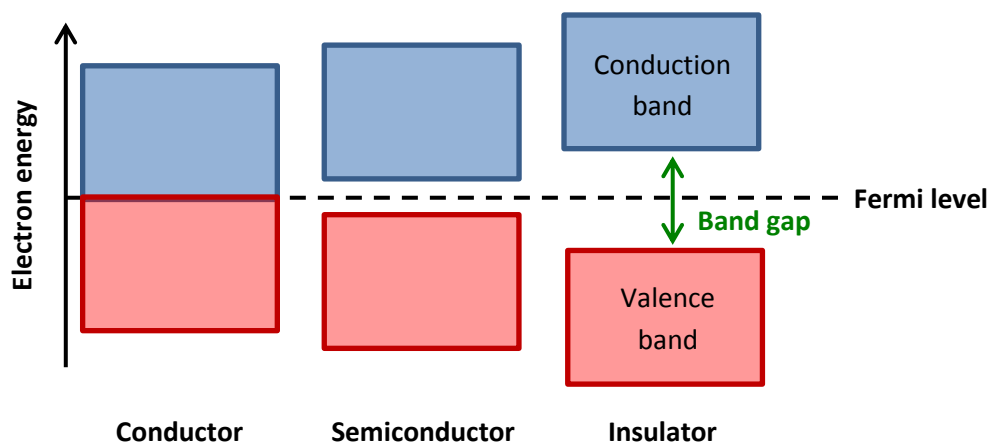 Electron energy
Conduction
band
Fermi level
Band gap
Valence
band
Conductor
Semiconductor
Insulator